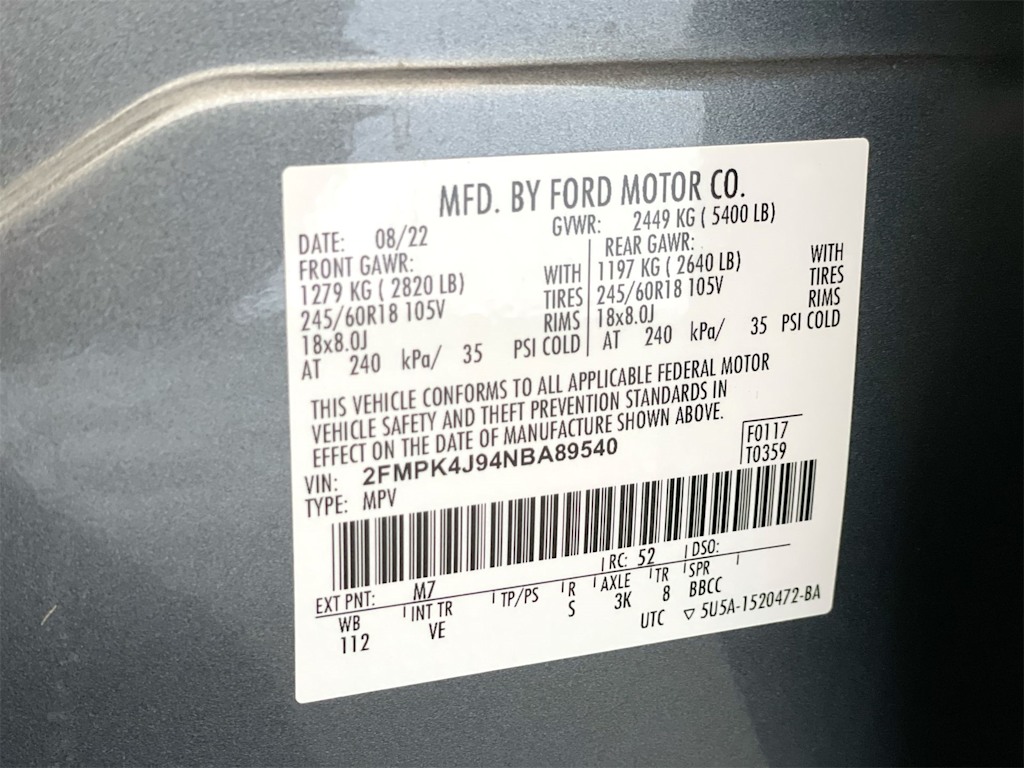 MFD. BY FORD MOTOR CO.
DATE: 08/22 GVWR: 2449 KG ( 5400 LB)
FRONT GAWR: REAR GAWR:
1279 KG ( 2820 LB) WITH 1197 KG ( 2640 LB) WITH
245/60R18 105V TIRES 245/60R18 105V TIRES
18x8.0J RIMS 18x8.0J RIMS
AT 240 kPa/ 35 PSI COLD AT 240 kPa/ 35 PSI COLD
THIS VEHICLE CONFORMS TO ALL APPLICABLE FEDERAL MOTOR
VEHICLE SAFETY AND THEFT PREVENTION STANDARDS IN
EFFECT ON THE DATE OF MANUFACTURE SHOWN ABOVE.
VIN: 2FMPK4J94NBA89540 F0117
TYPE: MPV T0359
EXT PNT: M7 RC: 52 DSO:
WB INT TR TP/PS R AXLE TR SPR
112 VE S 3K 8 BBCC
UTC ▽ 5U5A-1520472-BA